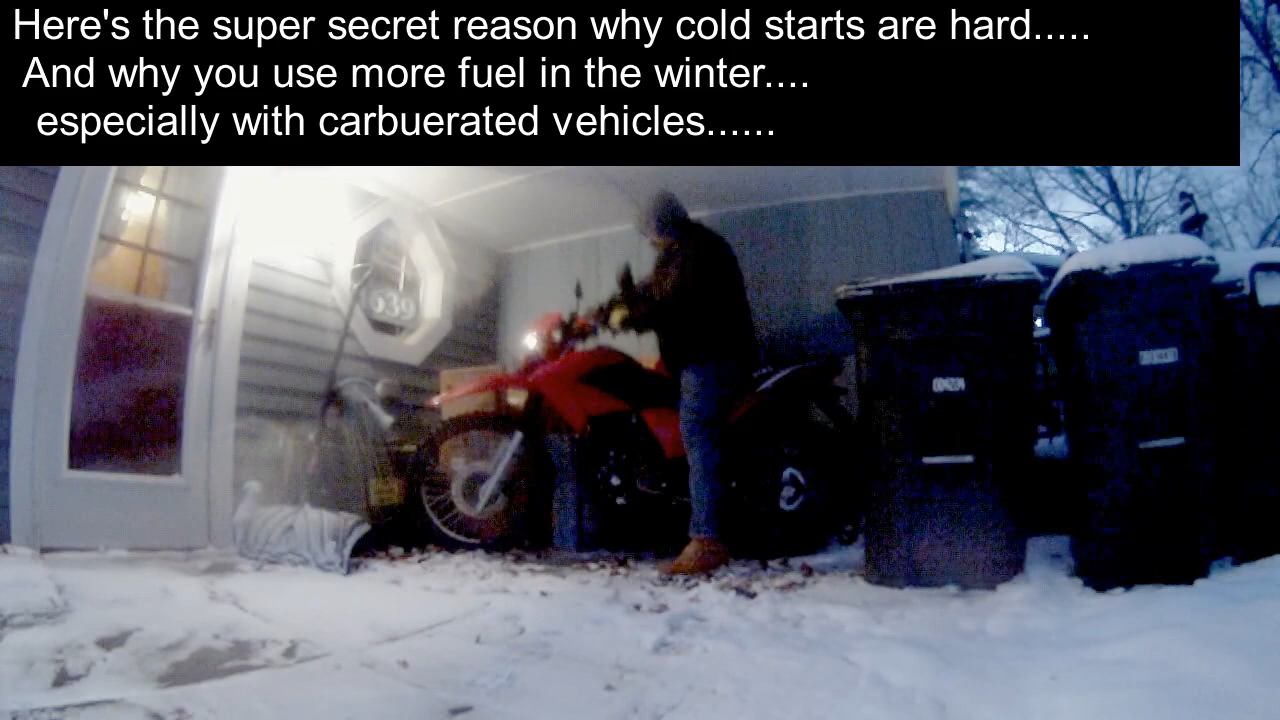 Here's the super secret reason why cold starts are hard.....
And why you use more fuel in the winter....
especially with carbuerated vehicles......
1639